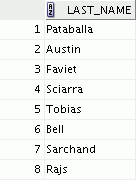 LAST_NAME
1 Pataballa
2 Austin
3 Faviet
4 Sciarra
5 Tobias
6 Bell
7 Sarchand
8 Rajs